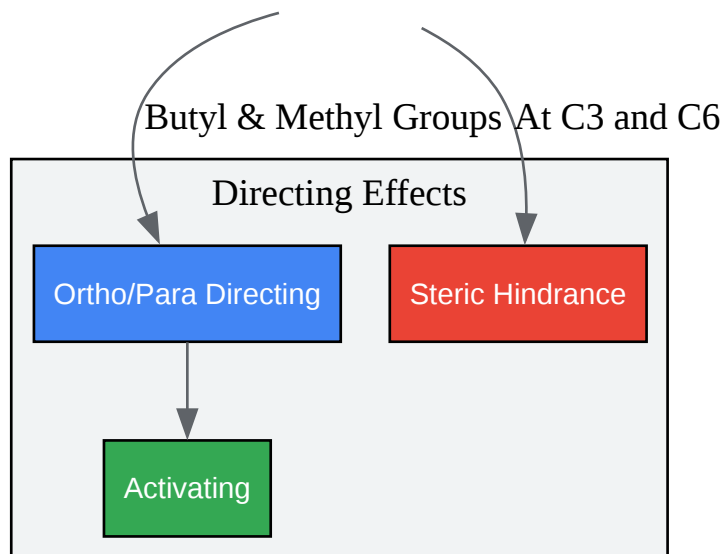 Butyl & Methyl Groups
At C3 and C6
Directing Effects
Ortho/Para Directing
Steric Hindrance
Activating